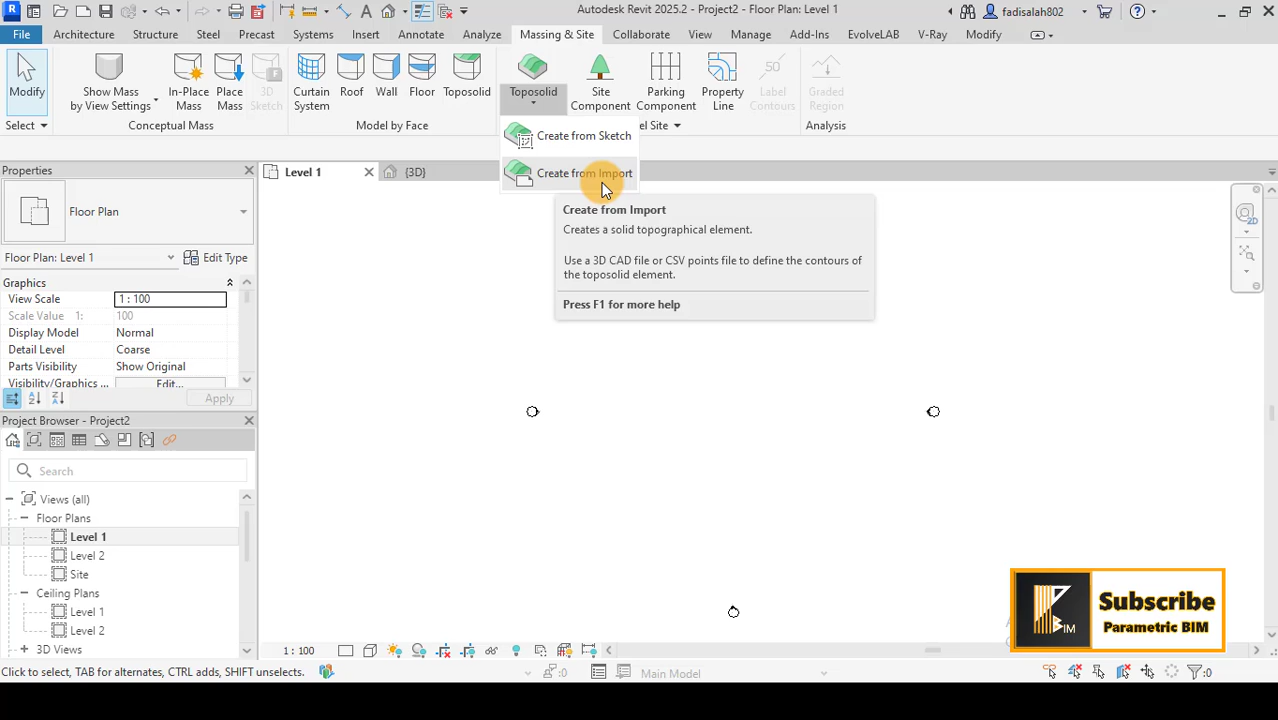 Autodesk Revit 2025.2 - Project2 - Floor Plan: Level 1
fadisalah802
File
Architecture
Structure
Steel
Precast
Systems
Insert
Annotate
Analyze
Massing & Site
Collaborate
View
Manage
Add-Ins
EvolveLAB
V-Ray
Modify
Modify
Show Mass
by View Settings
In-Place
Mass
Place
Mass
3D
Sketch
Curtain
System
Roof
Wall
Floor
Toposolid
Toposolid
Site
Component
Parking
Component
Property
Line
50
Label
Contours
Graded
Region
Select
Conceptual Mass
Model by Face
el Site
Analysis
Create from Sketch
Create from Import
Create from Import
Creates a solid topographical element.
Use a 3D CAD file or CSV points file to define the contours of
the toposolid element.
Press F1 for more help
Level 1
{3D}
2D
Properties
Floor Plan
Floor Plan: Level 1
Edit Type
Graphics
View Scale
1 : 100
Scale Value 1:
100
Display Model
Normal
Detail Level
Coarse
Parts Visibility
Show Original
Visibility/Graphics ...
Edit...
Apply
Project Browser - Project2
Search
Views (all)
Floor Plans
Level 1
Level 2
Site
Ceiling Plans
Level 1
Level 2
3D Views
1 : 100
BIM
Subscribe
Parametric BIM
Click to select, TAB for alternates, CTRL adds, SHIFT unselects.
:0
Main Model
:0